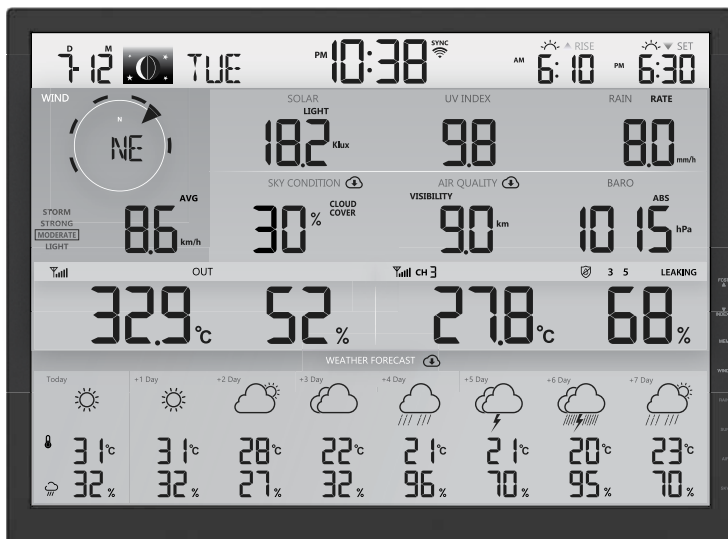 D M
7-12 TUE PM 10:38 SYNC AM 6:10 RISE PM 6:30 SET
WIND SOLAR UV INDEX RAIN RATE
N
NE
LIGHT
18.2 Klux 9.8 8.0 mm/h
SKY CONDITION AIR QUALITY BARO
AVG
8.6 km/h
STORM
STRONG
MODERATE
LIGHT
30 % CLOUD COVER
VISIBILITY
9.0 km
ABS
1015 hPa
OUT CH 3 3 5 LEAKING
32.9 °C 52 % 27.8 °C 68 %
WEATHER FORECAST
Today +1 Day +2 Day +3 Day +4 Day +5 Day +6 Day +7 Day
31°C 31°C 28°C 22°C 21°C 21°C 20°C 23°C
32% 32% 27% 32% 96% 70% 95% 70%